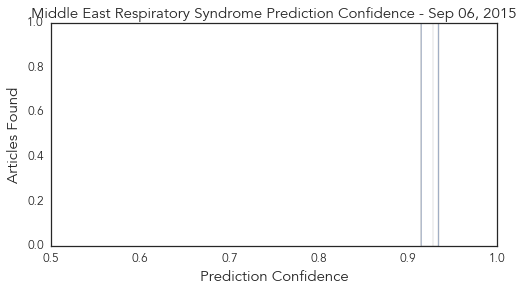 Middle East Respiratory Syndrome Prediction Confidence - Sep 06, 2015
1.0
0.8
0.6
0.4
0.2
0.0
Articles Found
0.5 0.6 0.7 0.8 0.9 1.0
Prediction Confidence